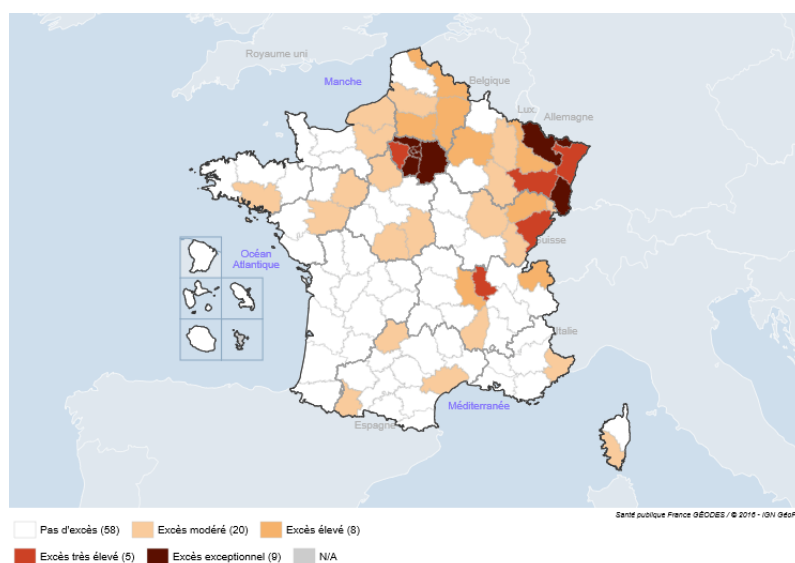 Royaume uni
Manche
Belgique
Lux
Allemagne
Suisse
Océan
Atlantique
Italie
Méditerranée
Espagne
Santé publique France GÉODES / © 2016 - IGN GéoF
Pas d'excès (58)
Excès modéré (20)
Excès élevé (8)
Excès très élevé (5)
Excès exceptionnel (9)
N/A